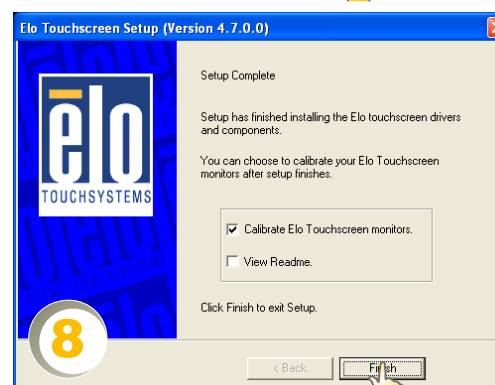 Elo Touchscreen Setup (Version 4.7.0.0)
elo
TOUCHSYSTEMS
Setup Complete
Setup has finished installing the Elo touchscreen drivers
and components.
You can choose to calibrate your Elo Touchscreen
monitors after setup finishes.
Calibrate Elo Touchscreen monitors.
View Readme.
Click Finish to exit Setup.
8
< Back
Finish